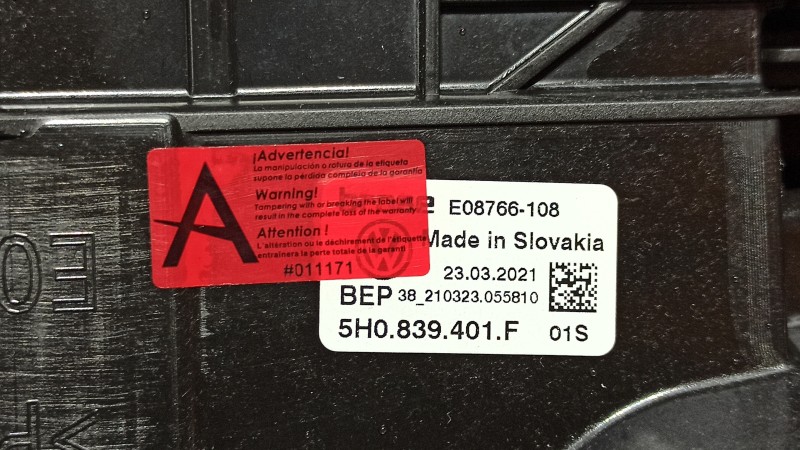 A
¡Advertencia!
La manipulación o rotura de la etiqueta
supone la perdida completa de la garantía
Warning!
Tampering with or breaking the label will
result in the complete loss of the warranty.
Attention !
L'altération ou le déchirement de l'étiquette
entraînera la perte totale de la garanti
#011171
E08766-108
Made in Slovakia
23.03.2021
BEP 38_210323.055810
5H0.839.401.F 01S